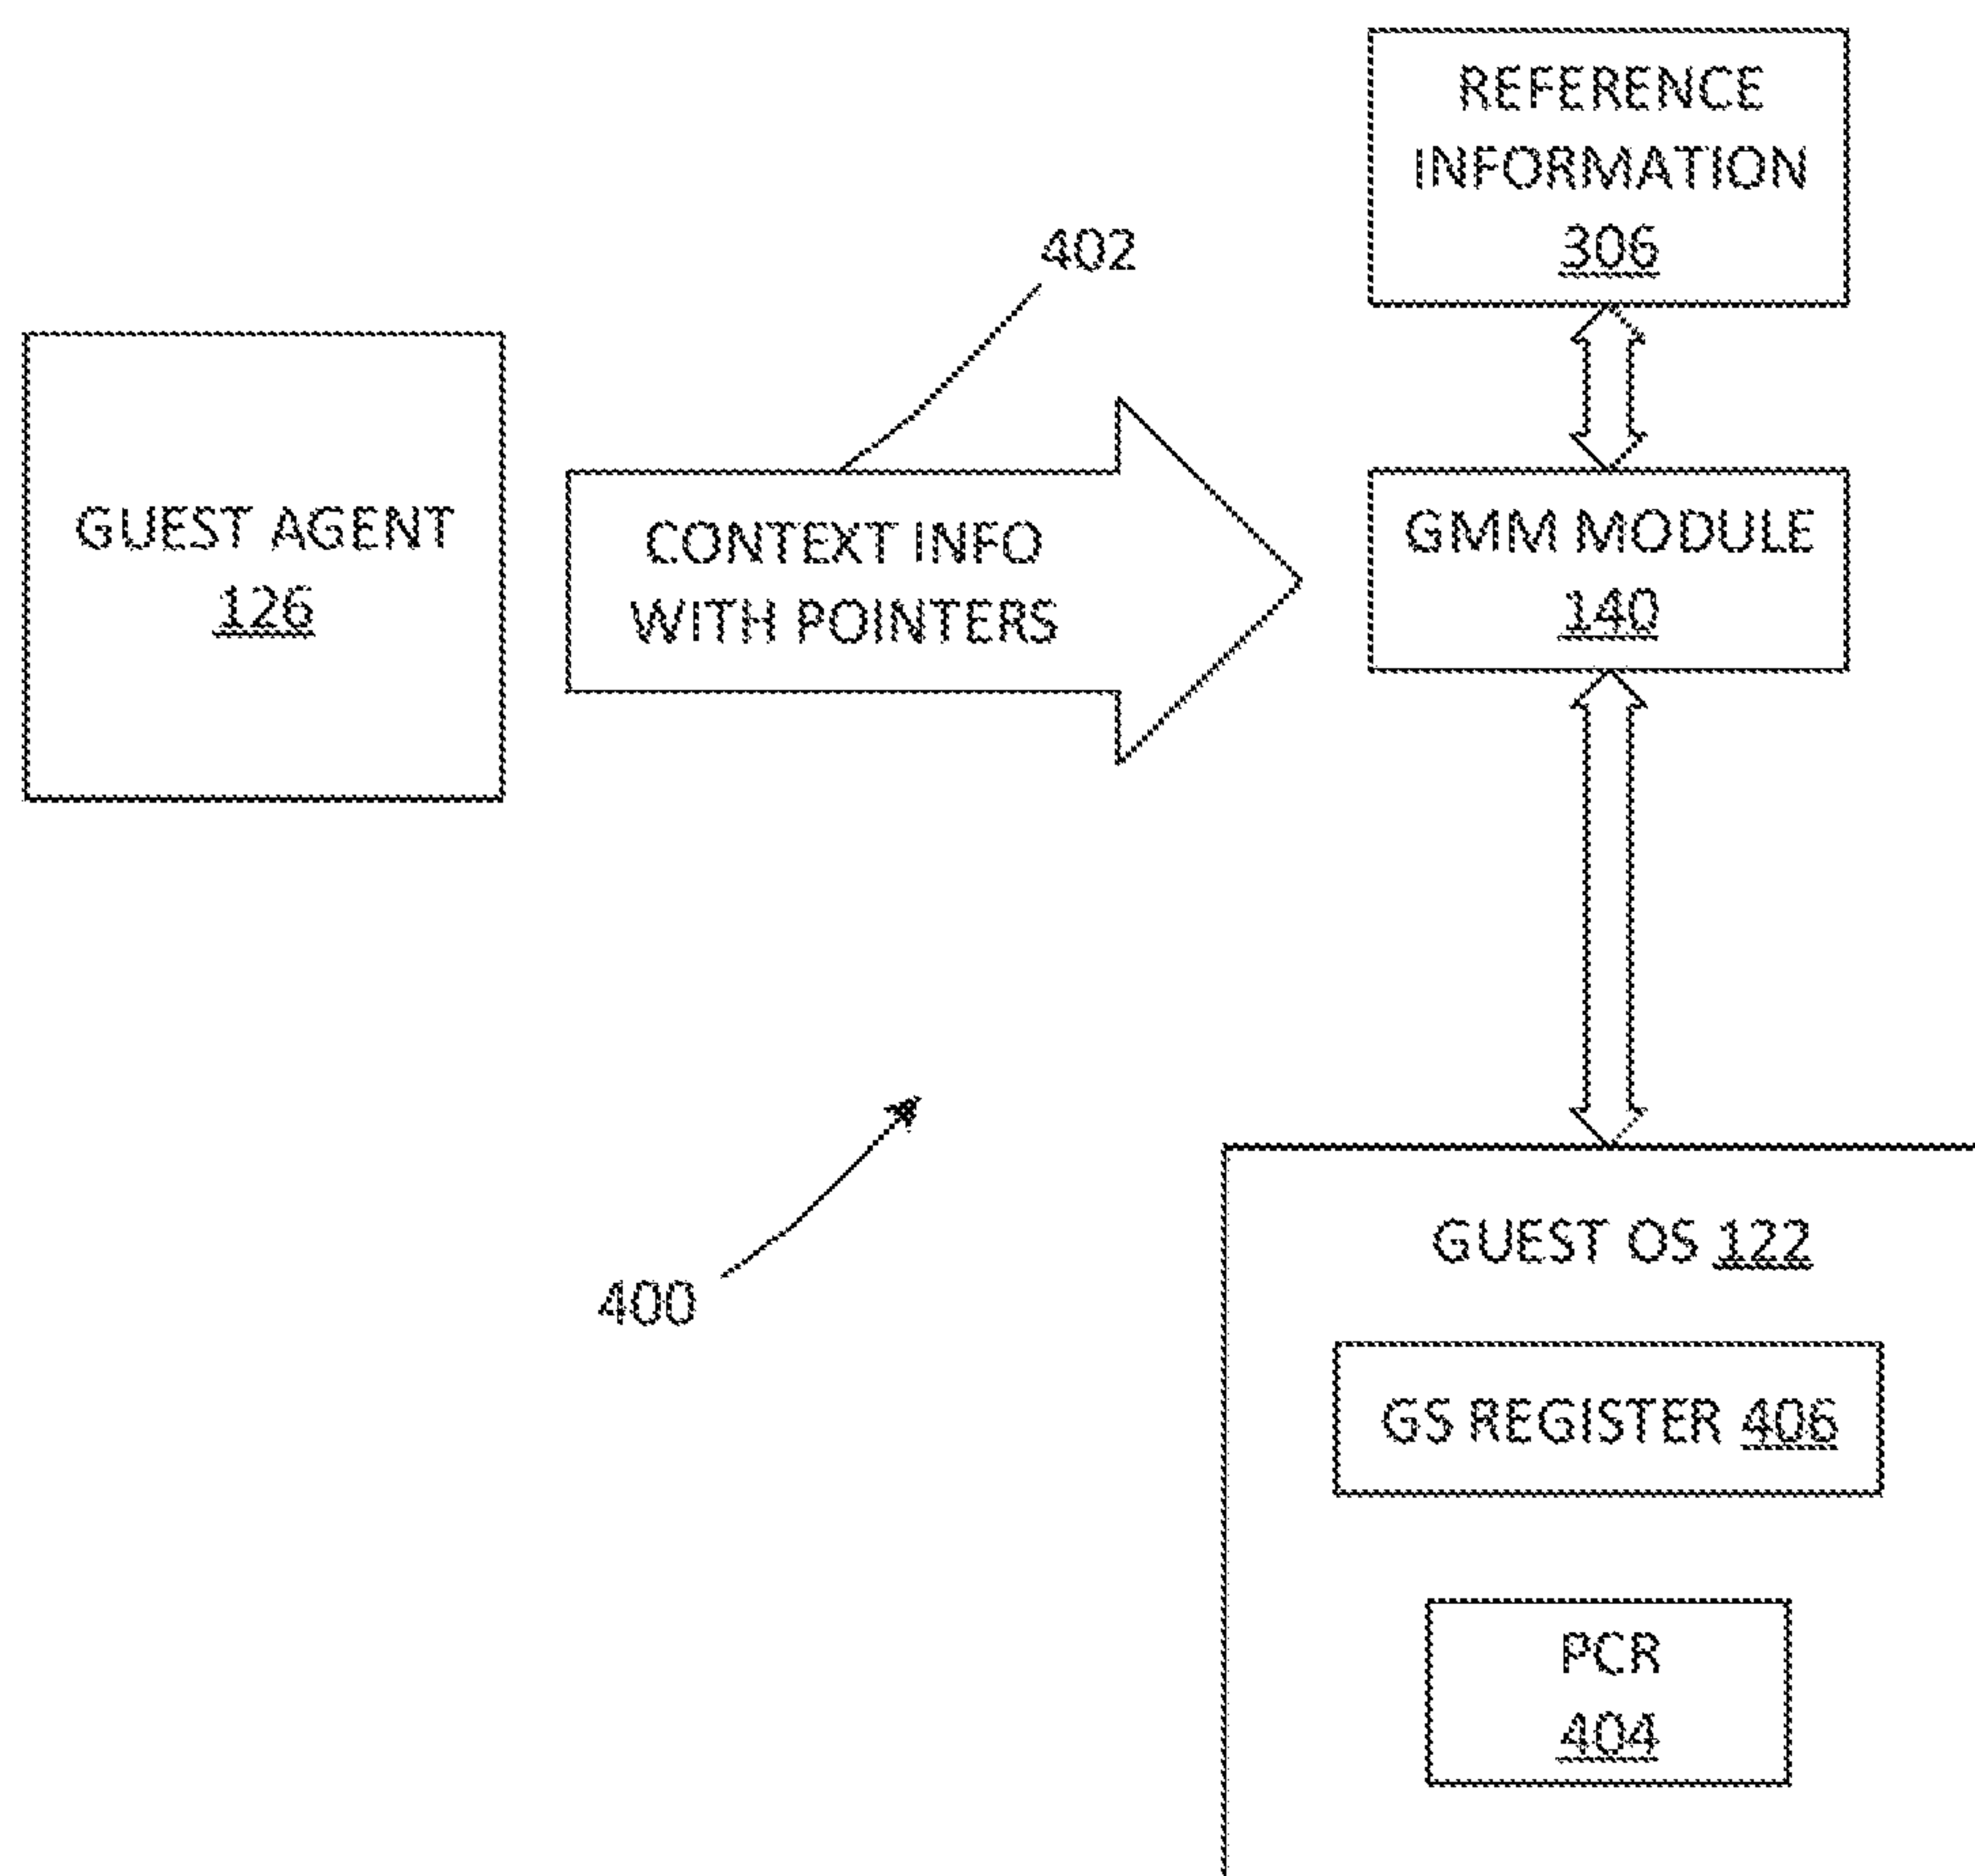 REFERENCE
INFORMATION
306
402
GUEST AGENT
126
CONTEXT INFO
WITH POINTERS
GMM MODULE
140
400
GUEST OS 122
GS REGISTER 406
PCR
404